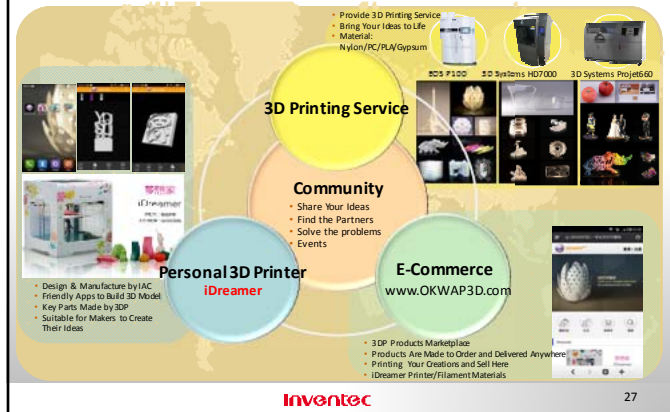 • Provide 3D Printing Service
• Bring Your Ideas to Life
• Material:
Nylon/PC/PLA/Gypsum
EOS P100
3D Systems HD7000
3D Systems Projet660
3D Printing Service
Community
• Share Your Ideas
• Find the Partners
• Solve the problems
• Events
iDreamer
Personal 3D Printer
iDreamer
E-Commerce
www.OKWAP3D.com
• Design & Manufacture by IAC
• Friendly Apps to Build 3D Model
• Key Parts Made by 3DP
• Suitable for Makers to Create
Their Ideas
• 3DP Products Marketplace
• Products Are Made to Order and Delivered Anywhere
• Printing Your Creations and Sell Here
• iDreamer Printer/Filament Materials
Inventec
27